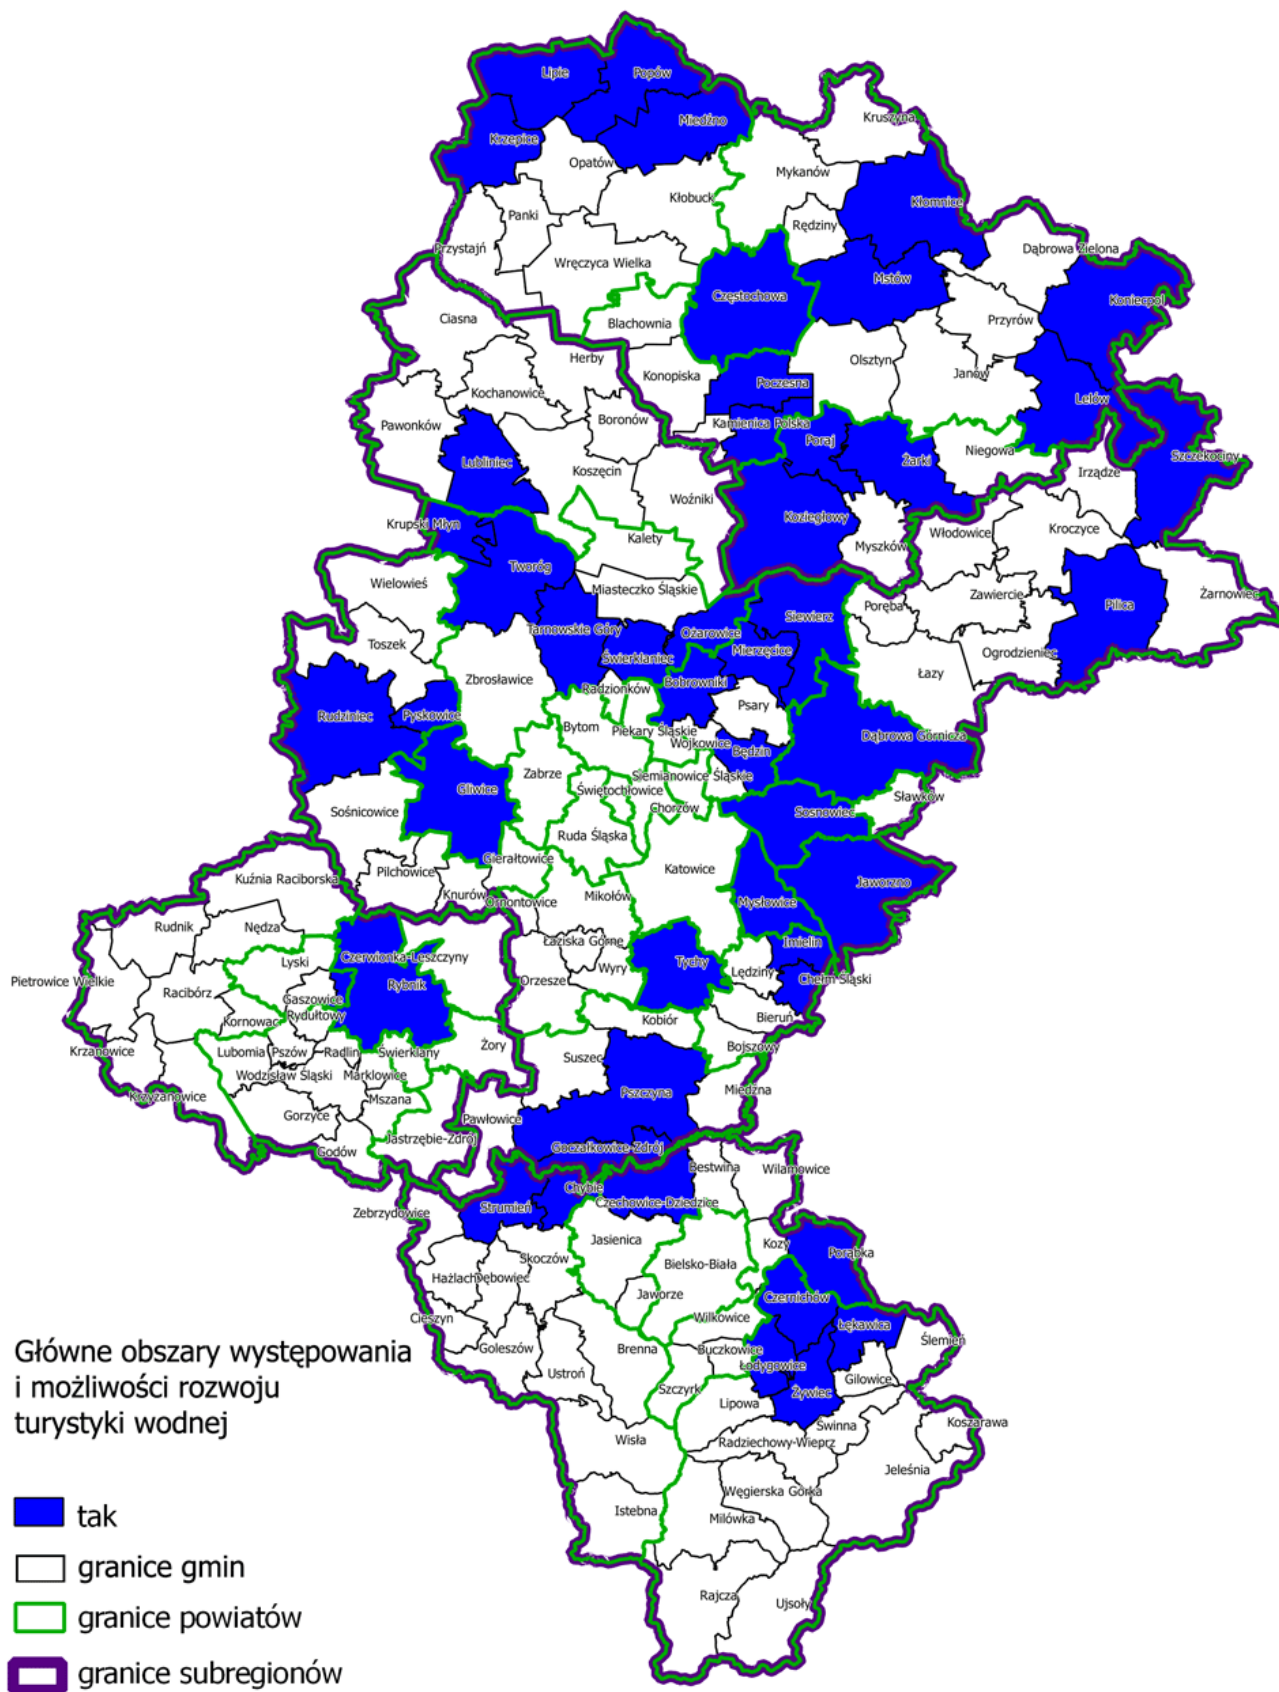 Lipie
Popów
Miedźno
Kruszyna
Krzepice
Opatów
Mykanów
Kłobuck
Kłomnice
Panki
Rędziny
Przystajń
Dąbrowa Zielona
Wręczyca Wielka
Mstów
Częstochowa
Koniecpol
Ciasna
Blachownia
Przyrów
Herby
Olsztyn
Konopiska
Janów
Poczesna
Kochanowice
Lelów
Boronów
Pawonków
Kamienica Polska
Poraj
Niegowa
Szczekociny
Lubliniec
Żarki
Koszęcin
Irządze
Woźniki
Koziegłowy
Krupski Młyn
Kroczyce
Włodowice
Kalety
Myszków
Tworóg
Wielowieś
Miasteczko Śląskie
Zawiercie
Żarnowiec
Poręba
Pilica
Siewierz
Tarnowskie Góry
Ożarowice
Toszek
Mierzęcice
Świerklaniec
Ogrodzieniec
Łazy
Zbrosławice
Bobrowniki
Radzionków
Psary
Rudziniec
Pyskowice
Bytom
Piekary Śląskie
Dąbrowa Górnicza
Wojkowice
Będzin
Zabrze
Siemianowice Śląskie
Gliwice
Świętochłowice
Sławków
Sośnicowice
Chorzów
Sosnowiec
Ruda Śląska
Gierałtowice
Katowice
Pilchowice
Kuźnia Raciborska
Jaworzno
Knurów
Mikołów
Ornontowice
Mysłowice
Rudnik
Nędza
Łaziska Górne
Imielin
Czerwionka-Leszczyny
Lyski
Tychy
Wyry
Lędziny
Pietrowice Wielkie
Orzesze
Chełm Śląski
Rybnik
Racibórz
Gaszowice
Rydułtowy
Kornowac
Kobiór
Bieruń
Żory
Bojszowy
Krzanowice
Lubomia
Pszów
Radlin
Świerklany
Suszec
Wodzisław Śląski
Marklowice
Krzyżanowice
Mszana
Pszczyna
Miedźna
Gorzyce
Pawłowice
Jastrzębie-Zdrój
Godów
Goczałkowice-Zdrój
Bestwina
Wilamowice
Chybie
Zebrzydowice
Strumień
Czechowice-Dziedzice
Jasienica
Kozy
Porąbka
Skoczów
Bielsko-Biała
Hażlach
Dębowiec
Jaworze
Czernichów
Cieszyn
Wilkowice
Łękawica
Ślemień
Główne obszary występowania
i możliwości rozwoju
turystyki wodnej
Goleszów
Brenna
Buczkowice
Łodygowice
Ustroń
Gilowice
Szczyrk
Żywiec
Lipowa
Świnna
Koszarawa
Wisła
Radziechowy-Wieprz
Jeleśnia
Węgierska Górka
Istebna
Milówka
Rajcza
Ujsoły
tak
granice gmin
granice powiatów
granice subregionów